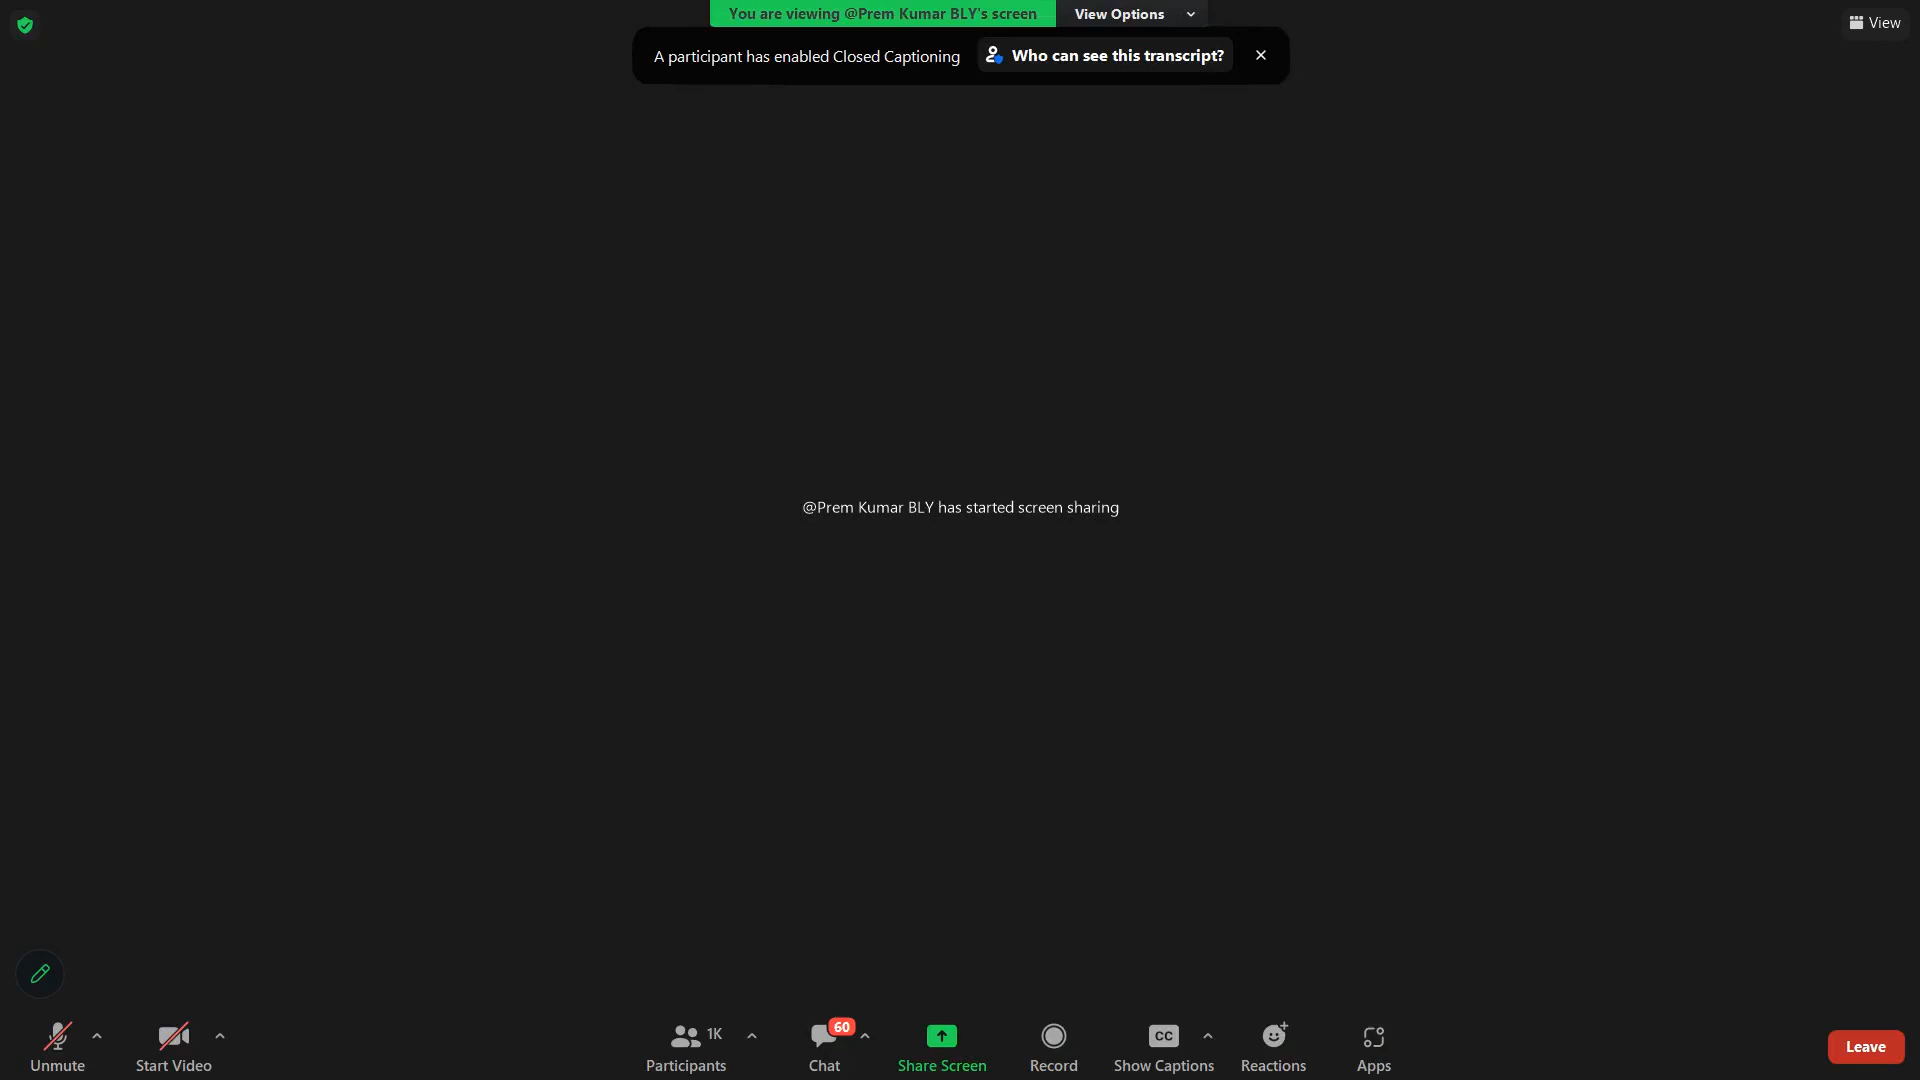 You are viewing @Prem Kumar BLY's screen
View Options
View
A participant has enabled Closed Captioning
Who can see this transcript?
@Prem Kumar BLY has started screen sharing
Unmute
Start Video
1K
Participants
60
Chat
Share Screen
Record
CC
Show Captions
Reactions
Apps
Leave